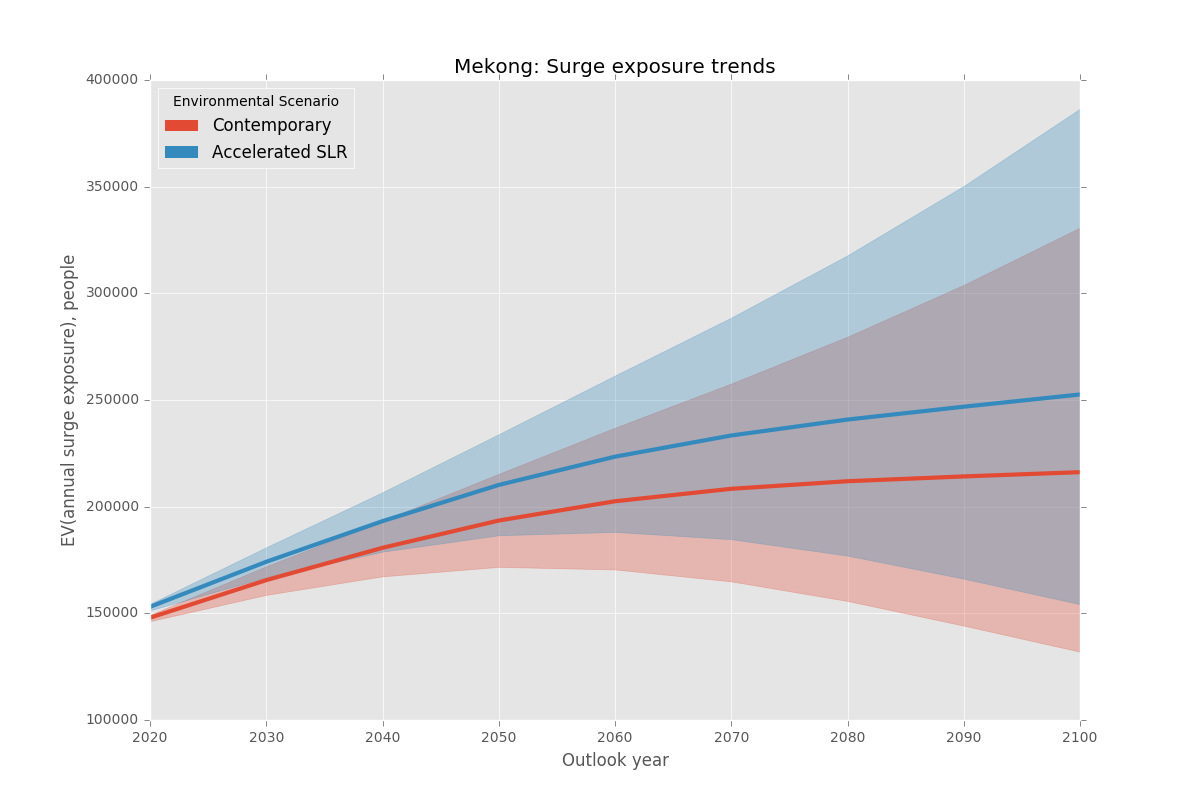 Mekong: Surge exposure trends
Environmental Scenario
Contemporary
Accelerated SLR
EV(annual surge exposure), people
400000
350000
300000
250000
200000
150000
100000
2020 2030 2040 2050 2060 2070 2080 2090 2100
Outlook year